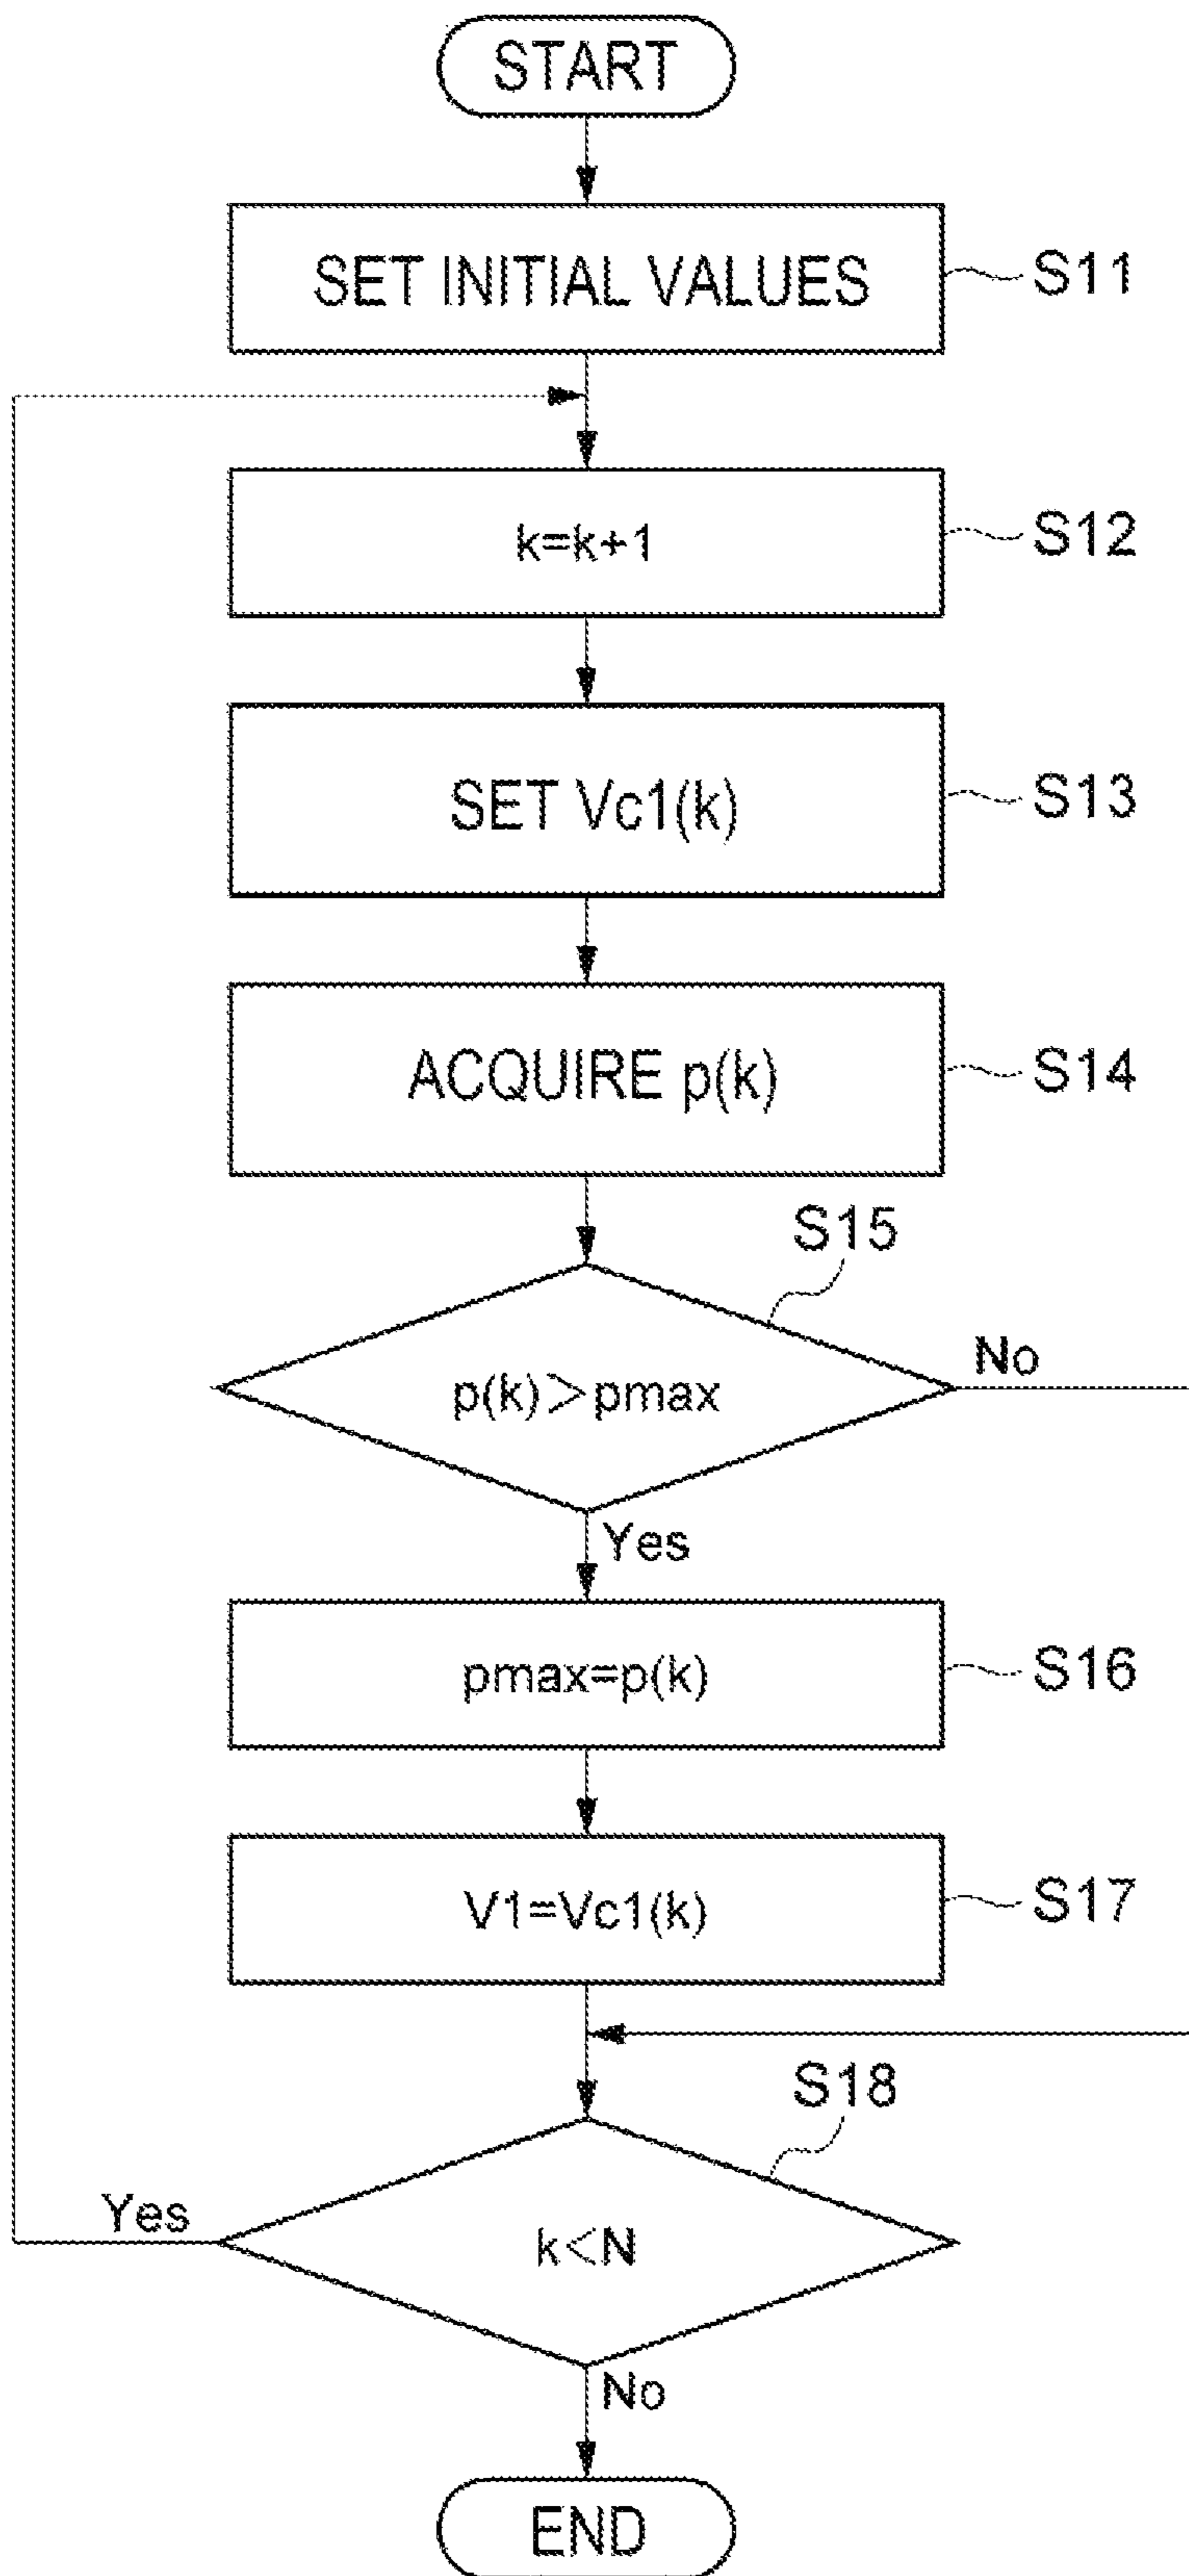 START
SET INITIAL VALUES
S11
k=k+1
S12
SET Vc1(k)
S13
ACQUIRE p(k)
S14
S15
p(k)>pmax
No
Yes
pmax=p(k)
S16
V1=Vc1(k)
S17
S18
Yes
k<N
No
END